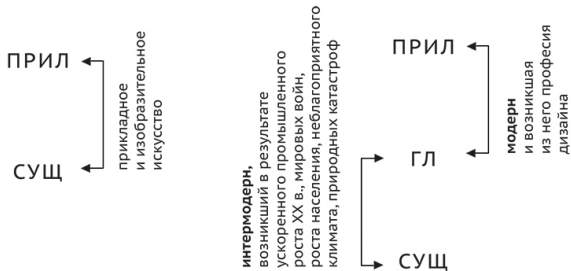 ПРИЛ
СУЩ
прикладное
и изобразительное
искусство
интермодерн,
возникший в результате
ускоренного промышленного
роста XX в., мировых войн,
роста населения, неблагоприятного
климата, природных катастроф
ПРИЛ
ГЛ
СУЩ
модерн
и возникшая
из него професия
дизайна